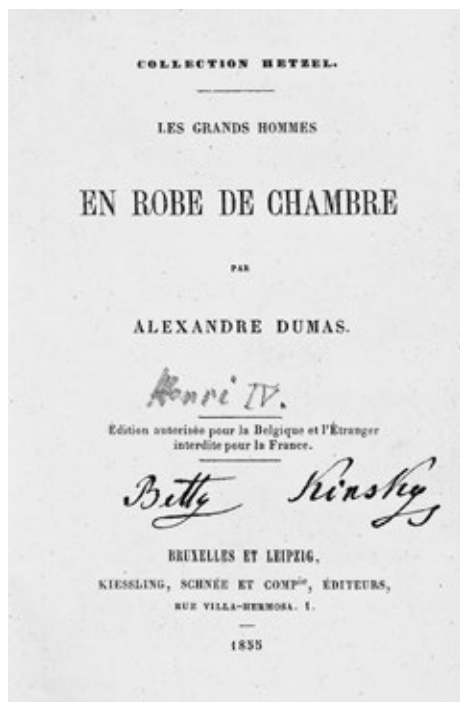 COLLECTION HETZEL.
LES GRANDS HOMMES
EN ROBE DE CHAMBRE
PAR
ALEXANDRE DUMAS.
Henri IV.
Édition autorisée pour la Belgique et l'Étranger
interdite pour la France.
Betty Kinsky
BRUXELLES ET LEIPZIG,
KIESSLING, SCHNÉE ET COMPie, ÉDITEURS,
RUE VILLA-HERMOSA. 1.
1855